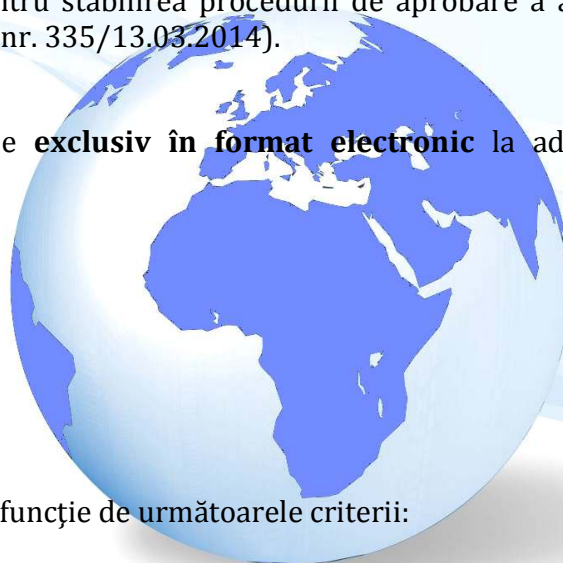 stabilirea procedurii de aprobare a a
nr. 335/13.03.2014).
e exclusiv în format electronic la ad
funcţie de următoarele criterii: